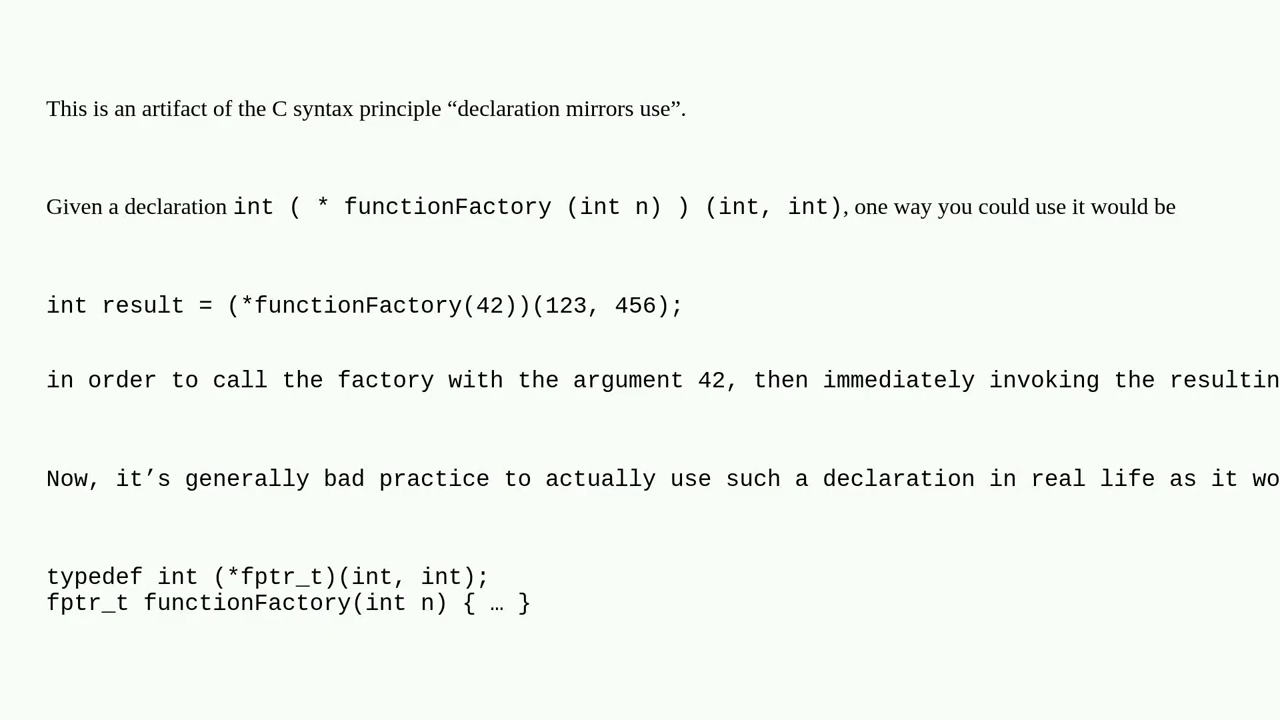 This is an artifact of the C syntax principle “declaration mirrors use”.
Given a declaration int ( * functionFactory (int n) ) (int, int), one way you could use it would be
int result = (*functionFactory(42))(123, 456);
in order to call the factory with the argument 42, then immediately invoking the resultin
Now, it’s generally bad practice to actually use such a declaration in real life as it wo
typedef int (*fptr_t)(int, int);
fptr_t functionFactory(int n) { … }